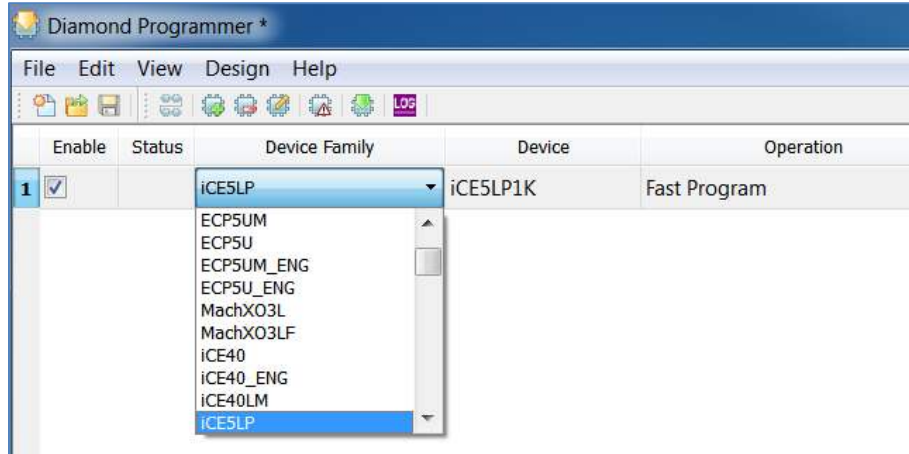 Diamond Programmer *
File Edit View Design Help
LOG
Enable Status Device Family Device Operation
1 iCE5LP iCE5LP1K Fast Program
ECP5UM
ECP5U
ECP5UM_ENG
ECP5U_ENG
MachXO3L
MachXO3LF
iCE40
iCE40_ENG
iCE40LM
iCE5LP